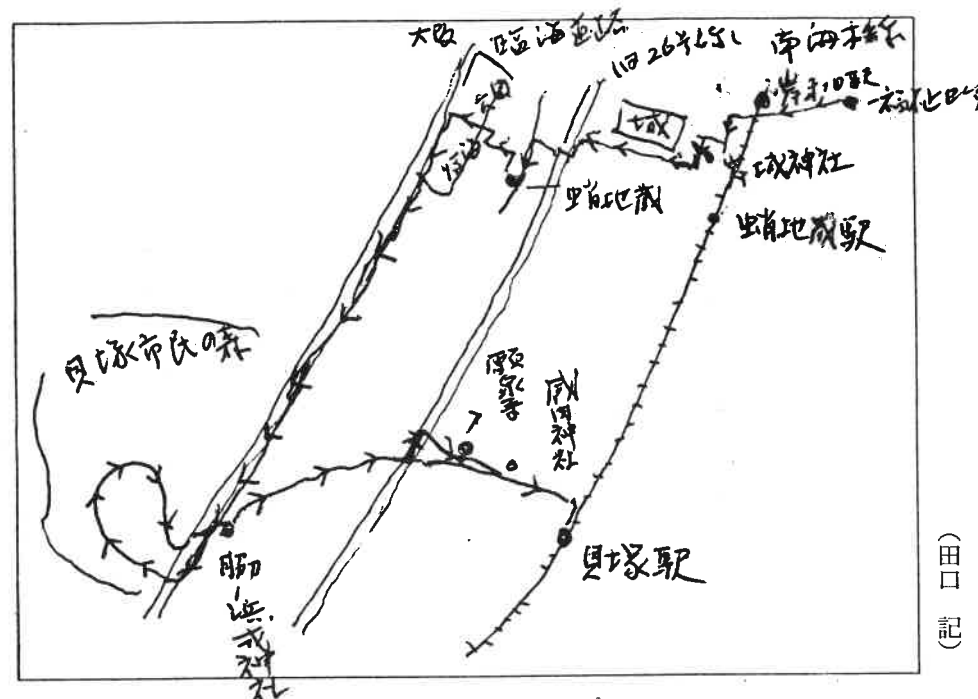 大阪臨海道路
旧26号線
南海本線
岸和田駅
城
城神社
蛸地蔵
蛸地蔵駅
臨海
貝塚市民の森
願泉寺
感田神社
貝塚駅
脇浜戎神社
(田口 記)